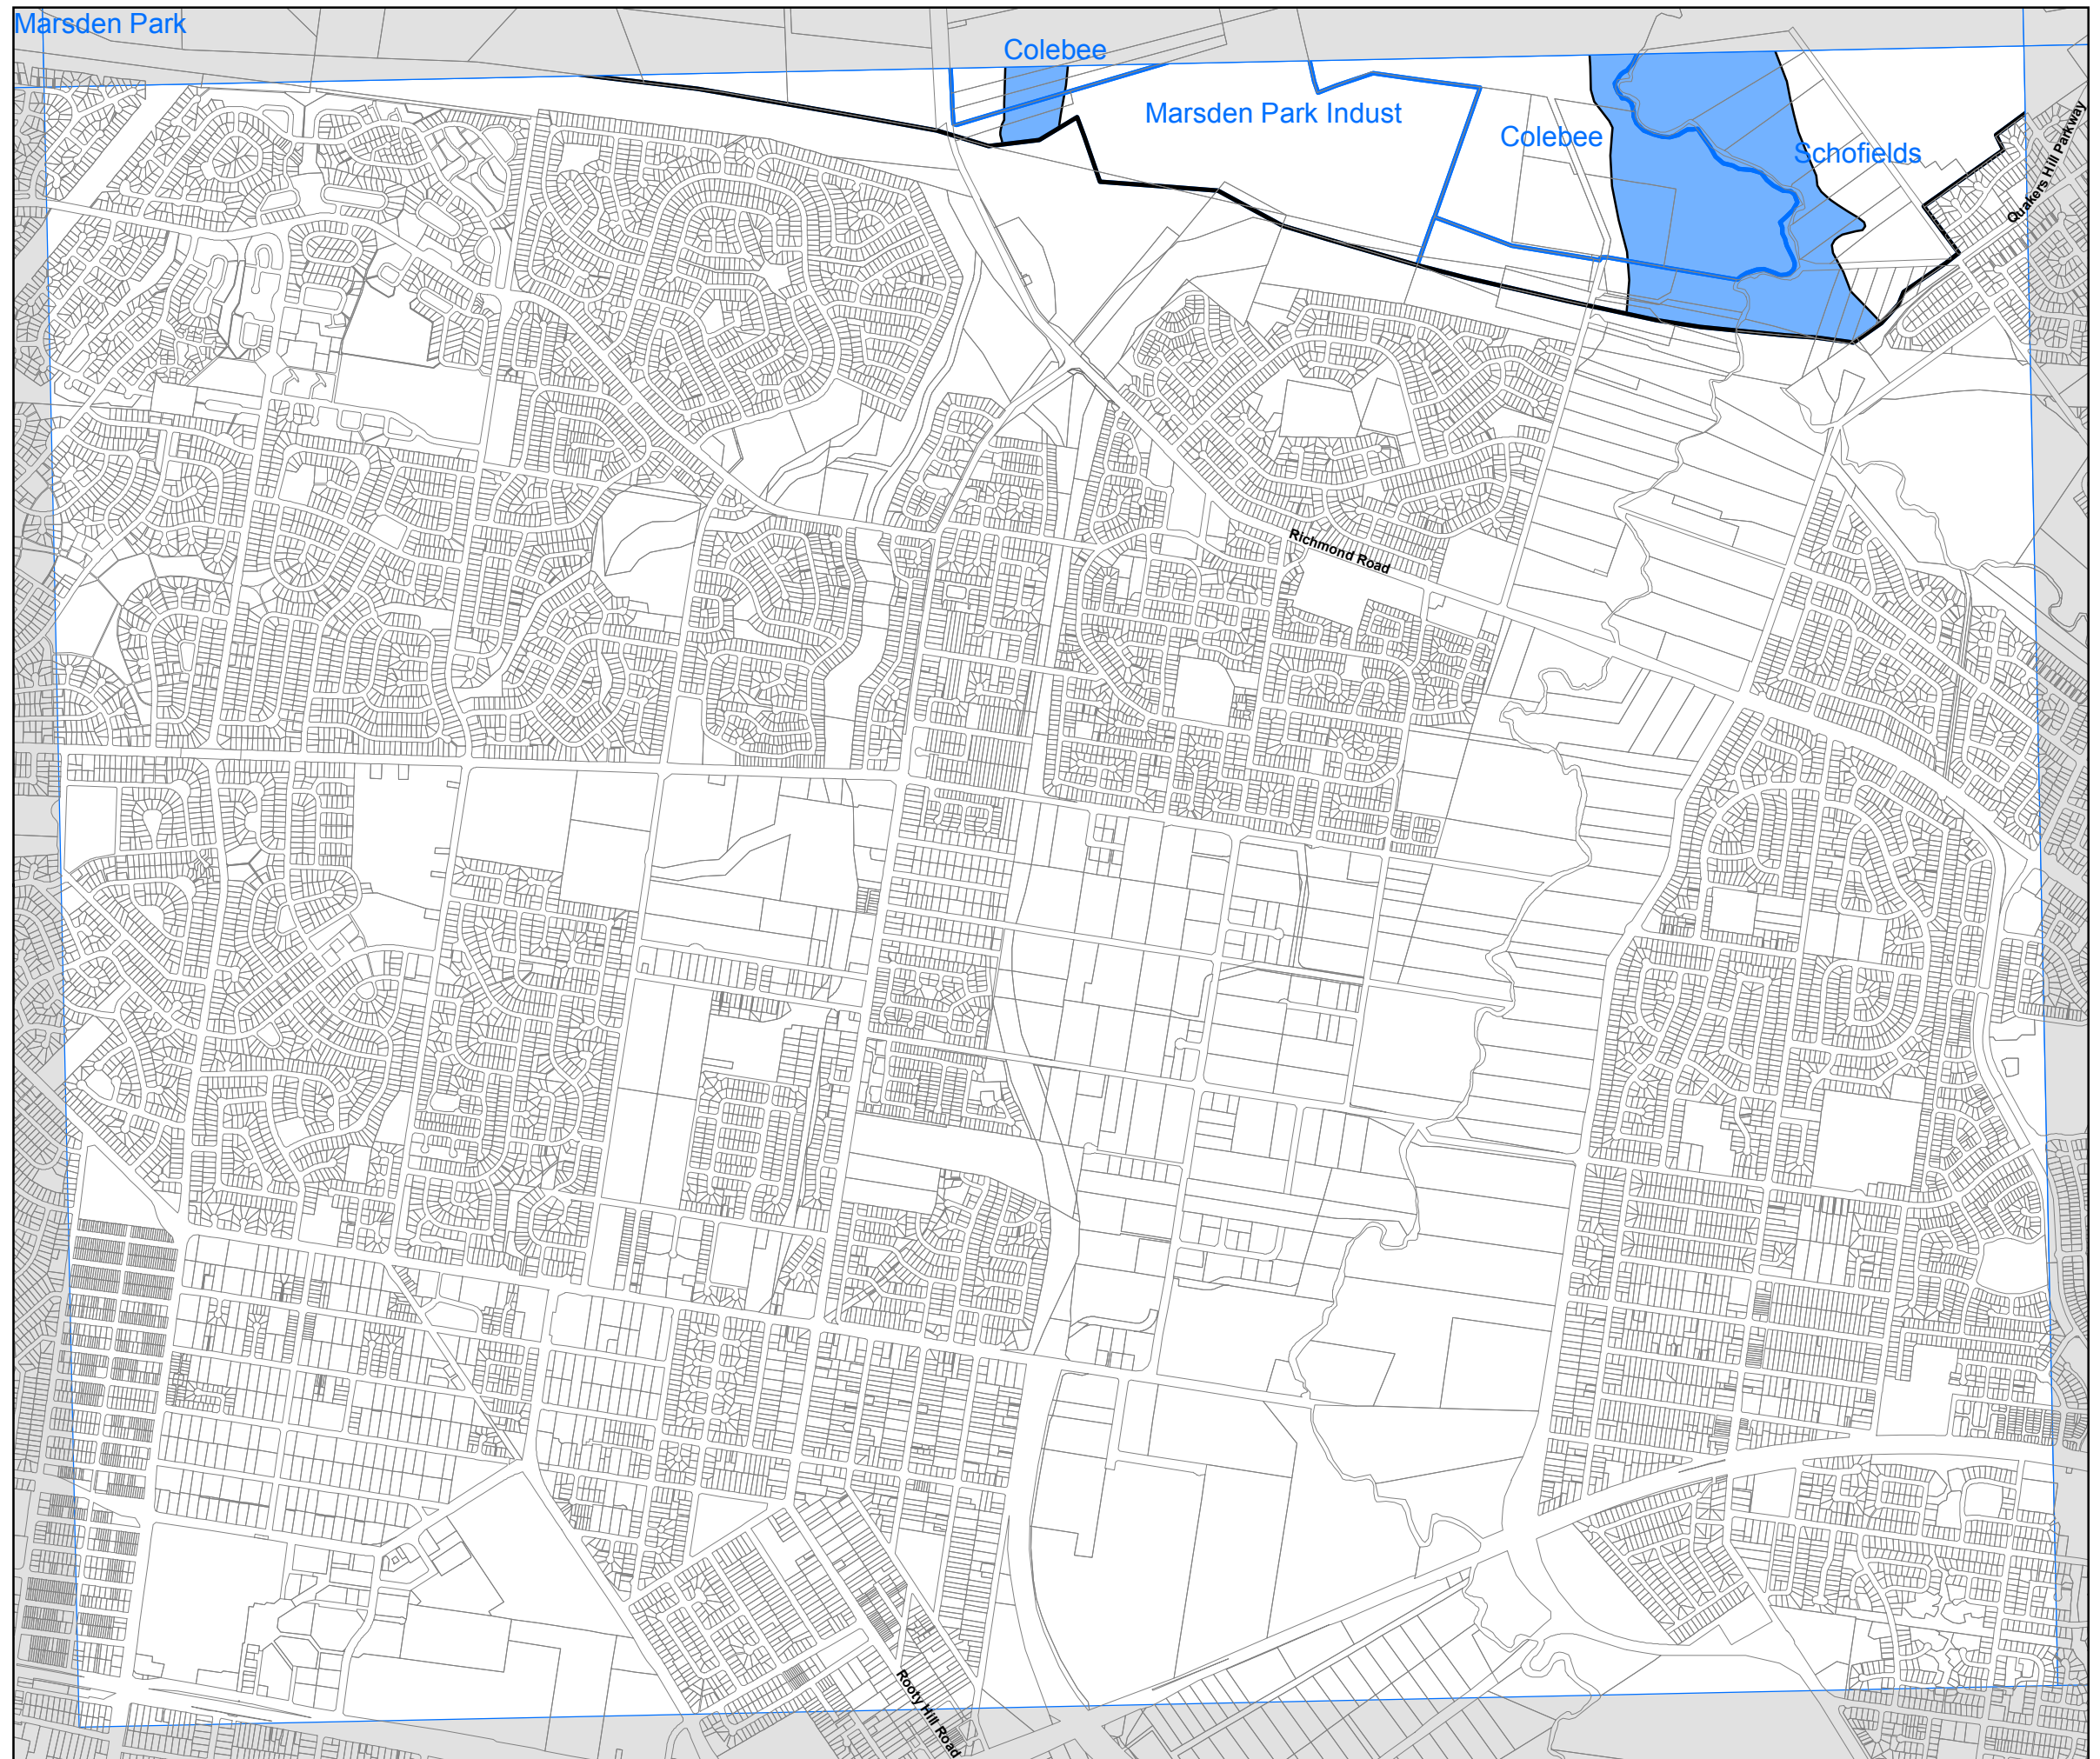 Marsden Park
Colebee
Marsden Park Indust
Colebee
Schofields
Quakers Hill Parkway
Richmond Road
Rooty Hill Road